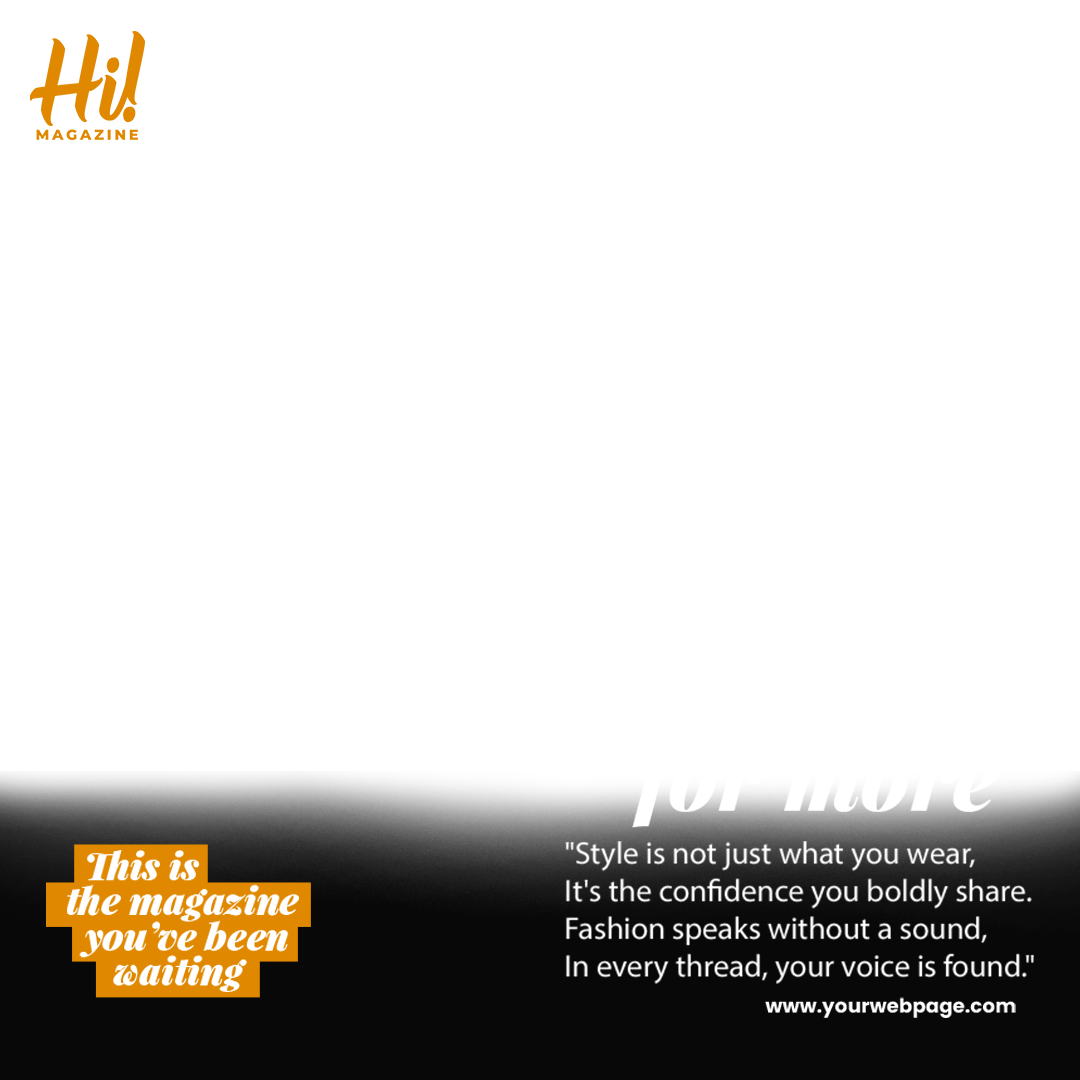 Hi!
MAGAZINE
for more
This is
the magazine
you've been
waiting
"Style is not just what you wear,
It's the confidence you boldly share.
Fashion speaks without a sound,
In every thread, your voice is found."
www.yourwebpage.com